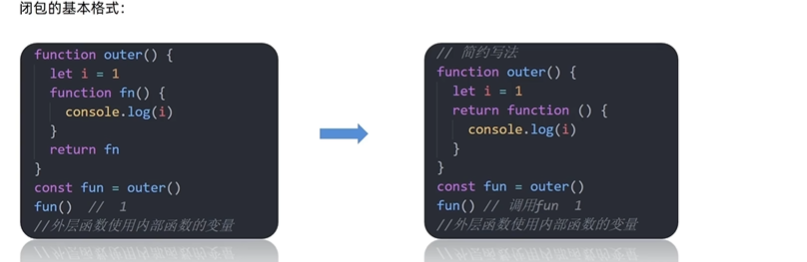 闭包的基本格式：
function outer() {
let i = 1
function fn() {
console.log(i)
}
return fn
}
const fun = outer()
fun() // 1
//外层函数使用内部函数的变量
// 简约写法
function outer() {
let i = 1
return function () {
console.log(i)
}
}
const fun = outer()
fun() // 调用fun 1
//外层函数使用内部函数的变量